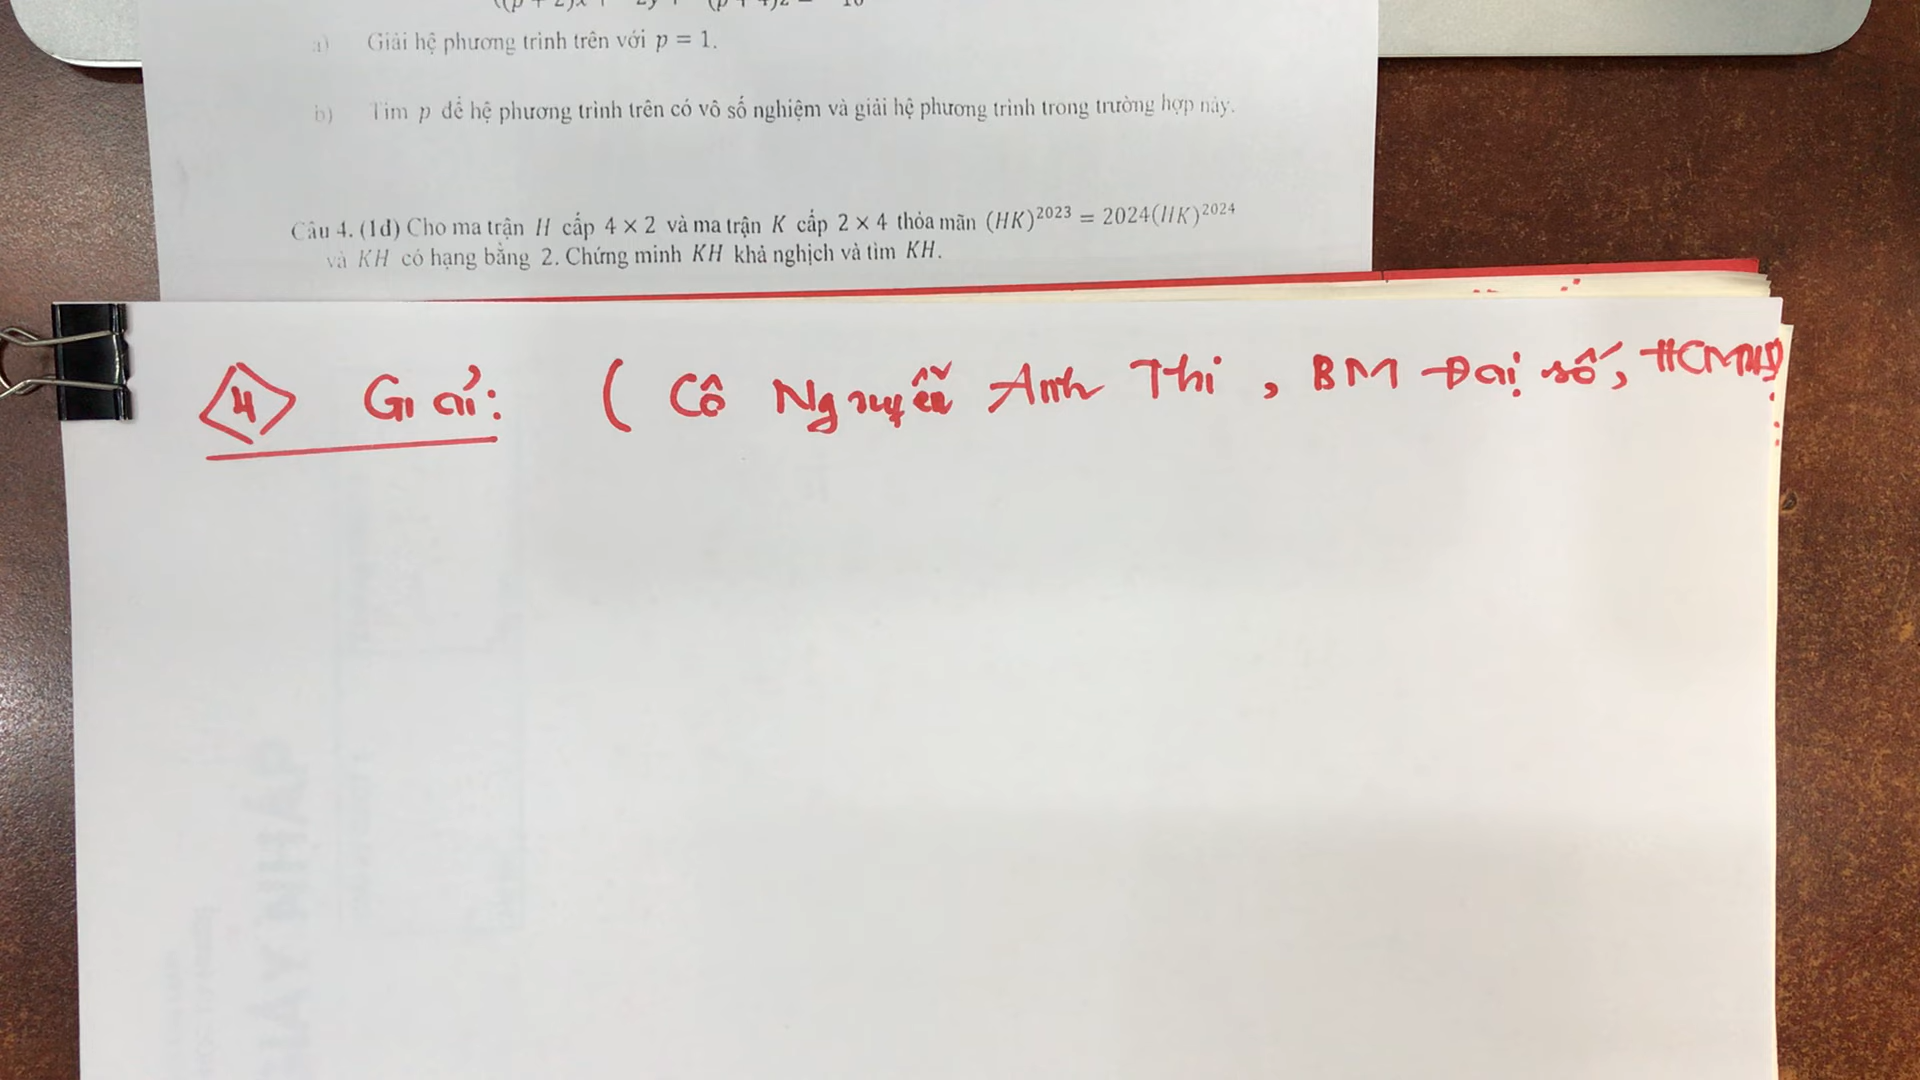 a) Giải hệ phương trình trên với p = 1.
b) Tìm p để hệ phương trình trên có vô số nghiệm và giải hệ phương trình trong trường hợp này.
Câu 4. (1đ) Cho ma trận H cấp 4 × 2 và ma trận K cấp 2 × 4 thỏa mãn (HK)²⁰²³ = 2024(HK)²⁰²⁴
và KH có hạng bằng 2. Chứng minh KH khả nghịch và tìm KH.
4 Giải: ( Cô Nguyễn Anh Thi, BM Đại số,